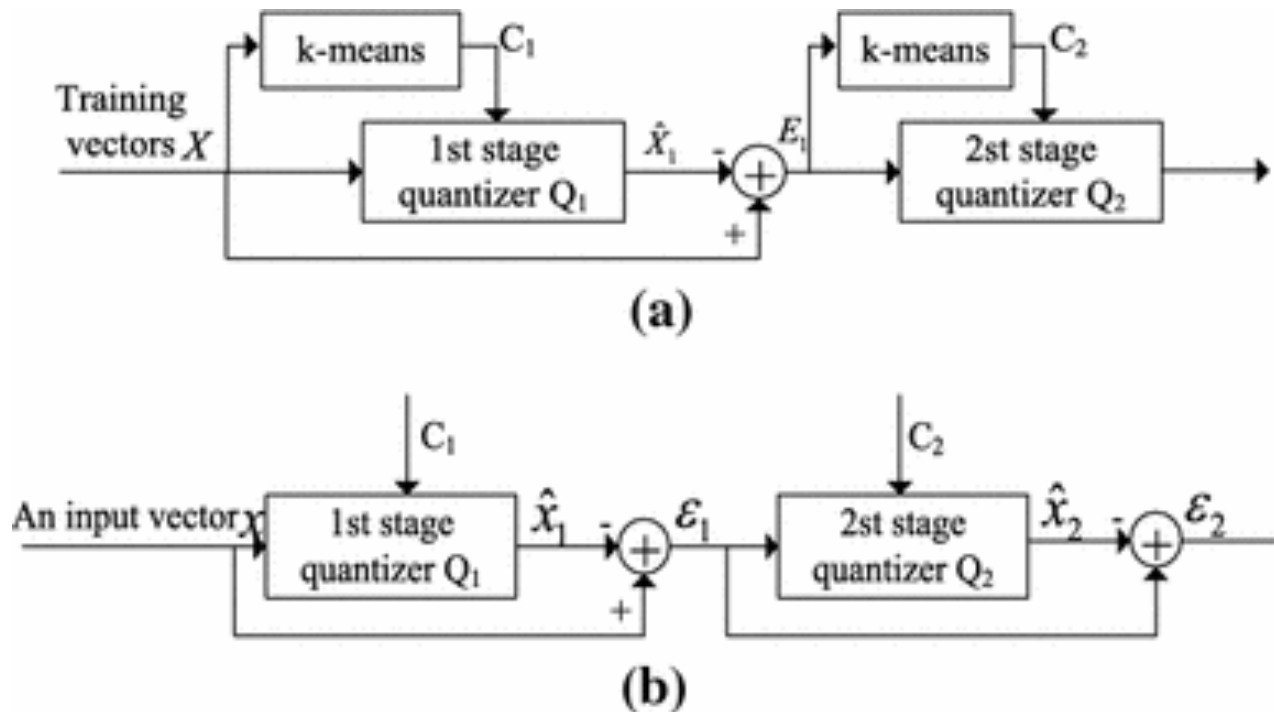 k-means
C₁
k-means
C₂
Training
vectors X
1st stage
quantizer Q₁
X̂₁
-
+
+
E₁
2st stage
quantizer Q₂
(a)
C₁
C₂
An input vector x
1st stage
quantizer Q₁
x̂₁
-
+
+
ε₁
2st stage
quantizer Q₂
x̂₂
-
+
ε₂
(b)